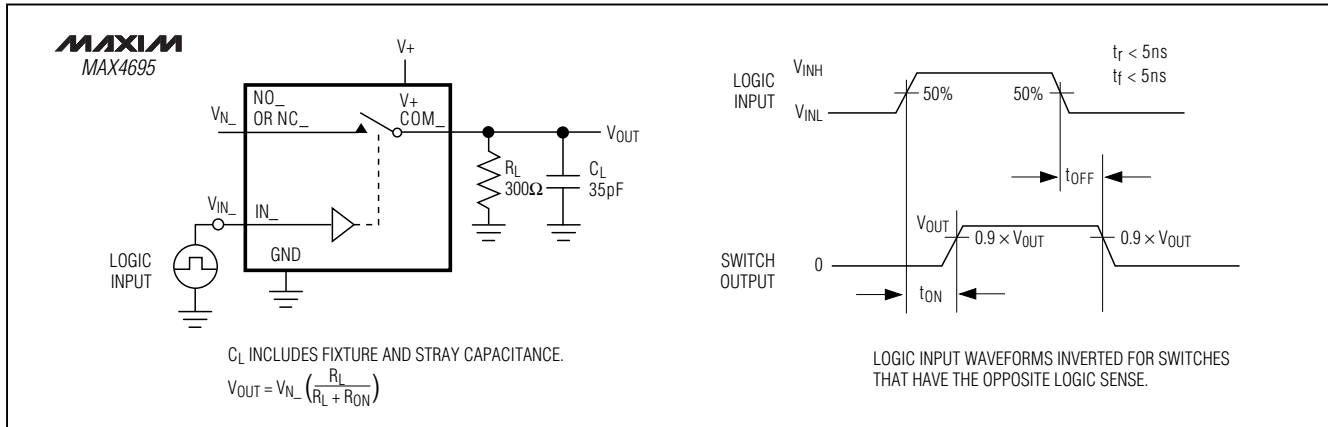 MAXIM
MAX4695
V+
NO_
OR NC_
V+
COM_
VN_
VOUT
RL
300Ω
CL
35pF
VIN_
IN_
GND
LOGIC
INPUT
CL INCLUDES FIXTURE AND STRAY CAPACITANCE.
VOUT = VN_ (RL / RL + RON)
LOGIC
INPUT
VINH
VINL
50%
50%
tr < 5ns
tf < 5ns
tOFF
VOUT
0.9 × VOUT
0.9 × VOUT
SWITCH
OUTPUT
0
tON
LOGIC INPUT WAVEFORMS INVERTED FOR SWITCHES
THAT HAVE THE OPPOSITE LOGIC SENSE.